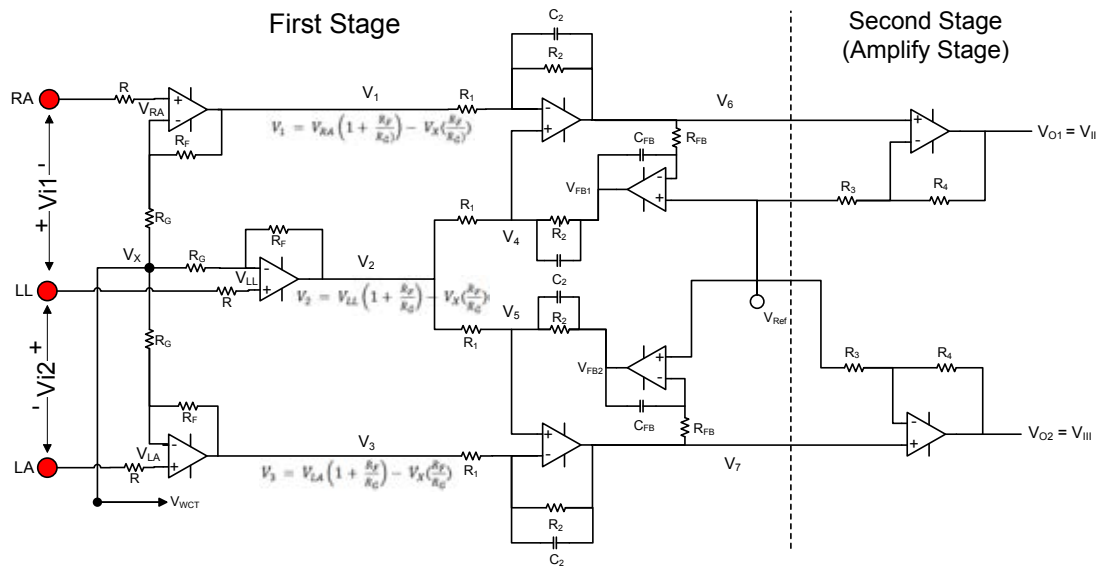 First Stage
Second Stage
(Amplify Stage)
C2
R2
RA
R
VRA
+
-
RF
V1
V1 = VRA(1 + RF/RG) − VX(RF/RG)
R1
-
+
V6
RFB
CFB
VFB1
-
+
+
-
VO1 = VII
R3
R4
+ Vi1 -
RG
R1
V4
R2
C2
VX
RG
RF
VLL
-
+
V2
V2 = VLL(1 + RF/RG) − VX(RF/RG)
LL
R
VRef
C2
R2
V5
R1
- Vi2 +
RG
VFB2
+
-
CFB
RFB
R3
R4
-
+
VO2 = VIII
RF
LA
VLA
-
+
R
V3
V3 = VLA(1 + RF/RG) − VX(RF/RG)
R1
+
-
V7
VWCT
R2
C2